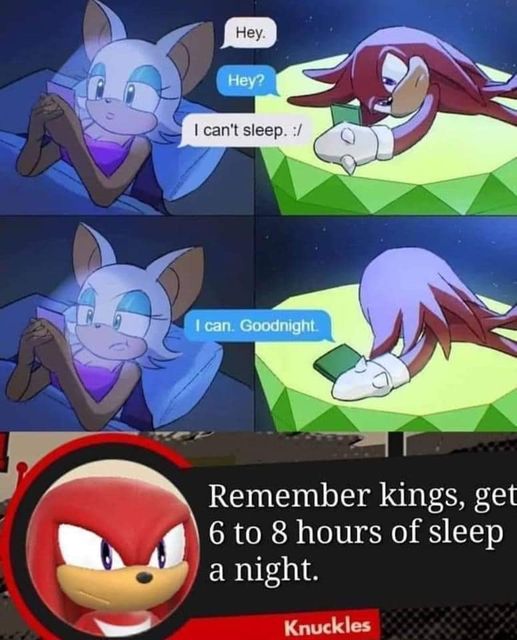 Hey.
Hey?
I can't sleep. :/
I can. Goodnight.
Remember kings, get
6 to 8 hours of sleep
a night.
Knuckles